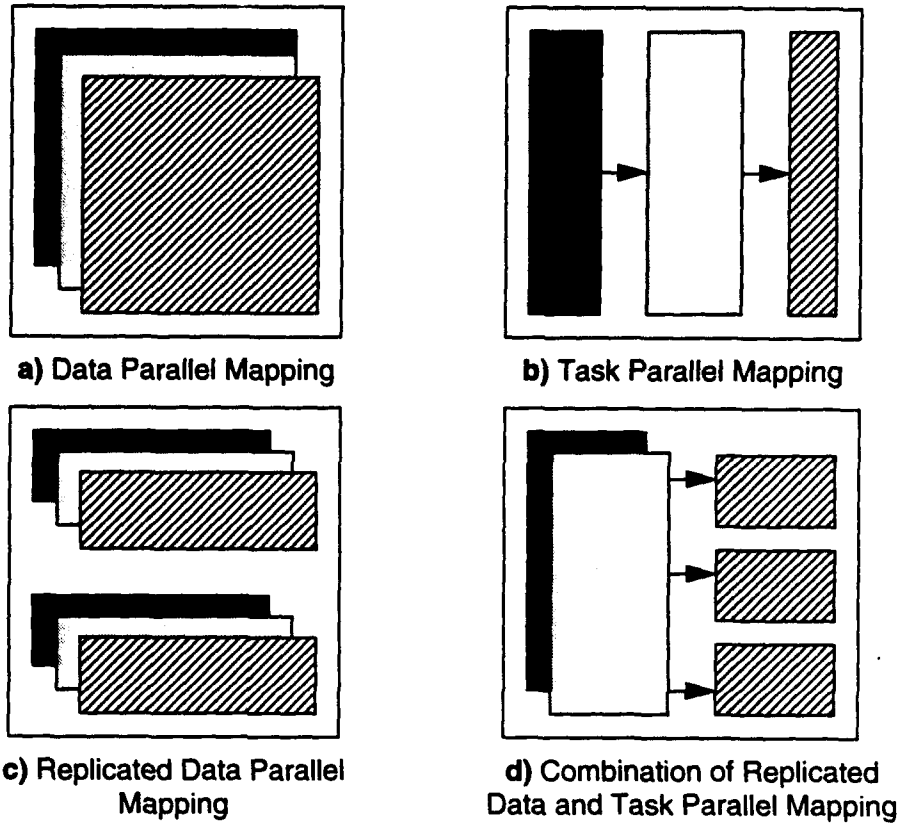 a) Data Parallel Mapping
b) Task Parallel Mapping
c) Replicated Data Parallel
Mapping
d) Combination of Replicated
Data and Task Parallel Mapping